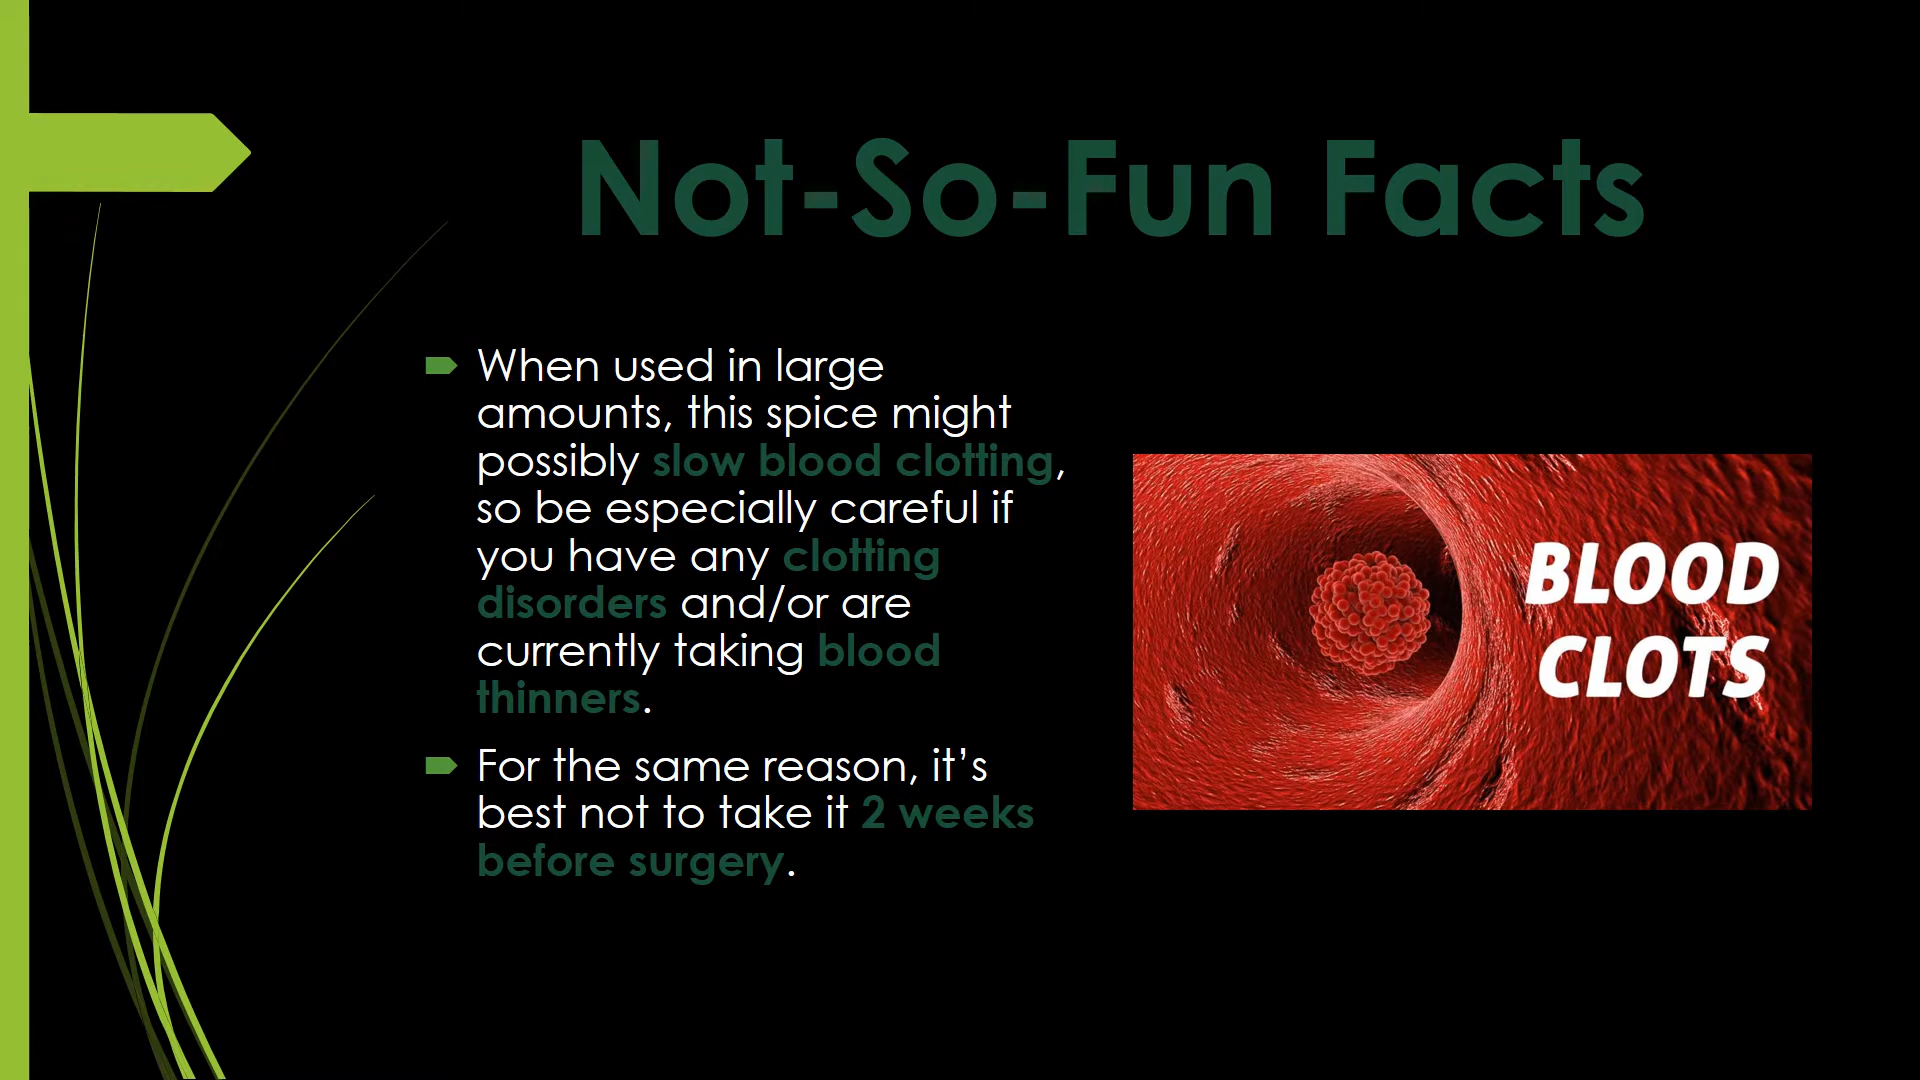 Not-So-Fun Facts
When used in large
amounts, this spice might
possibly slow blood clotting,
so be especially careful if
you have any clotting
disorders and/or are
currently taking blood
thinners.
For the same reason, it’s
best not to take it 2 weeks
before surgery.
BLOOD
CLOTS